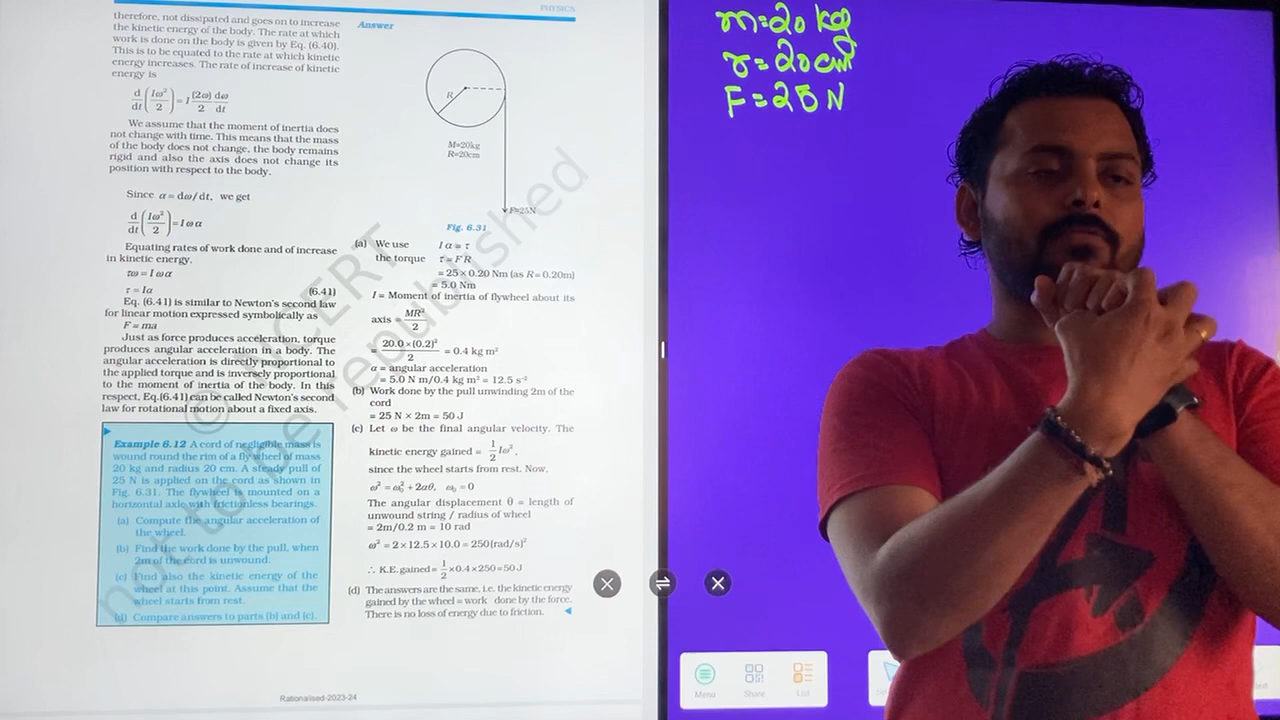 PHYSICS
therefore, not dissipated and goes on to increase
the kinetic energy of the body. The rate at which
work is done on the body is given by Eq. (6.40).
This is to be equated to the rate at which kinetic
energy increases. The rate of increase of kinetic
energy is
d/dt (Iω²/2) = I (2ω)/2 dω/dt
We assume that the moment of inertia does
not change with time. This means that the mass
of the body does not change, the body remains
rigid and also the axis does not change its
position with respect to the body.
Since α = dω/dt, we get
d/dt (Iω²/2) = I ω α
Equating rates of work done and of increase
in kinetic energy,
τω = I ω α
τ = Iα (6.41)
Eq. (6.41) is similar to Newton's second law
for linear motion expressed symbolically as
F = ma
Just as force produces acceleration, torque
produces angular acceleration in a body. The
angular acceleration is directly proportional to
the applied torque and is inversely proportional
to the moment of inertia of the body. In this
respect, Eq.(6.41) can be called Newton's second
law for rotational motion about a fixed axis.
Example 6.12 A cord of negligible mass is
wound round the rim of a fly wheel of mass
20 kg and radius 20 cm. A steady pull of
25 N is applied on the cord as shown in
Fig. 6.31. The flywheel is mounted on a
horizontal axle with frictionless bearings.
(a) Compute the angular acceleration of
the wheel.
(b) Find the work done by the pull, when
2m of the cord is unwound.
(c) Find also the kinetic energy of the
wheel at this point. Assume that the
wheel starts from rest.
(d) Compare answers to parts (b) and (c).
Answer
R
M=20kg
R=20cm
F=25N
Fig. 6.31
(a) We use I α = τ
the torque τ = F R
= 25×0.20 Nm (as R= 0.20m)
= 5.0 Nm
I = Moment of inertia of flywheel about its
axis = MR²/2
= 20.0×(0.2)²/2 = 0.4 kg m²
α = angular acceleration
= 5.0 N m/0.4 kg m² = 12.5 s⁻²
(b) Work done by the pull unwinding 2m of the
cord
= 25 N × 2m = 50 J
(c) Let ω be the final angular velocity. The
kinetic energy gained = 1/2 Iω²,
since the wheel starts from rest. Now,
ω² = ω₀² + 2αθ, ω₀ = 0
The angular displacement θ = length of
unwound string / radius of wheel
= 2m/0.2 m = 10 rad
ω² = 2×12.5×10.0 = 250(rad/s)²
∴ K.E. gained = 1/2 ×0.4×250=50J
(d) The answers are the same, i.e. the kinetic energy
gained by the wheel = work done by the force.
There is no loss of energy due to friction.
© NCERT
not to be republished
Rationalised-2023-24
m=20 kg
r=20cm
F=25 N
Menu Share List